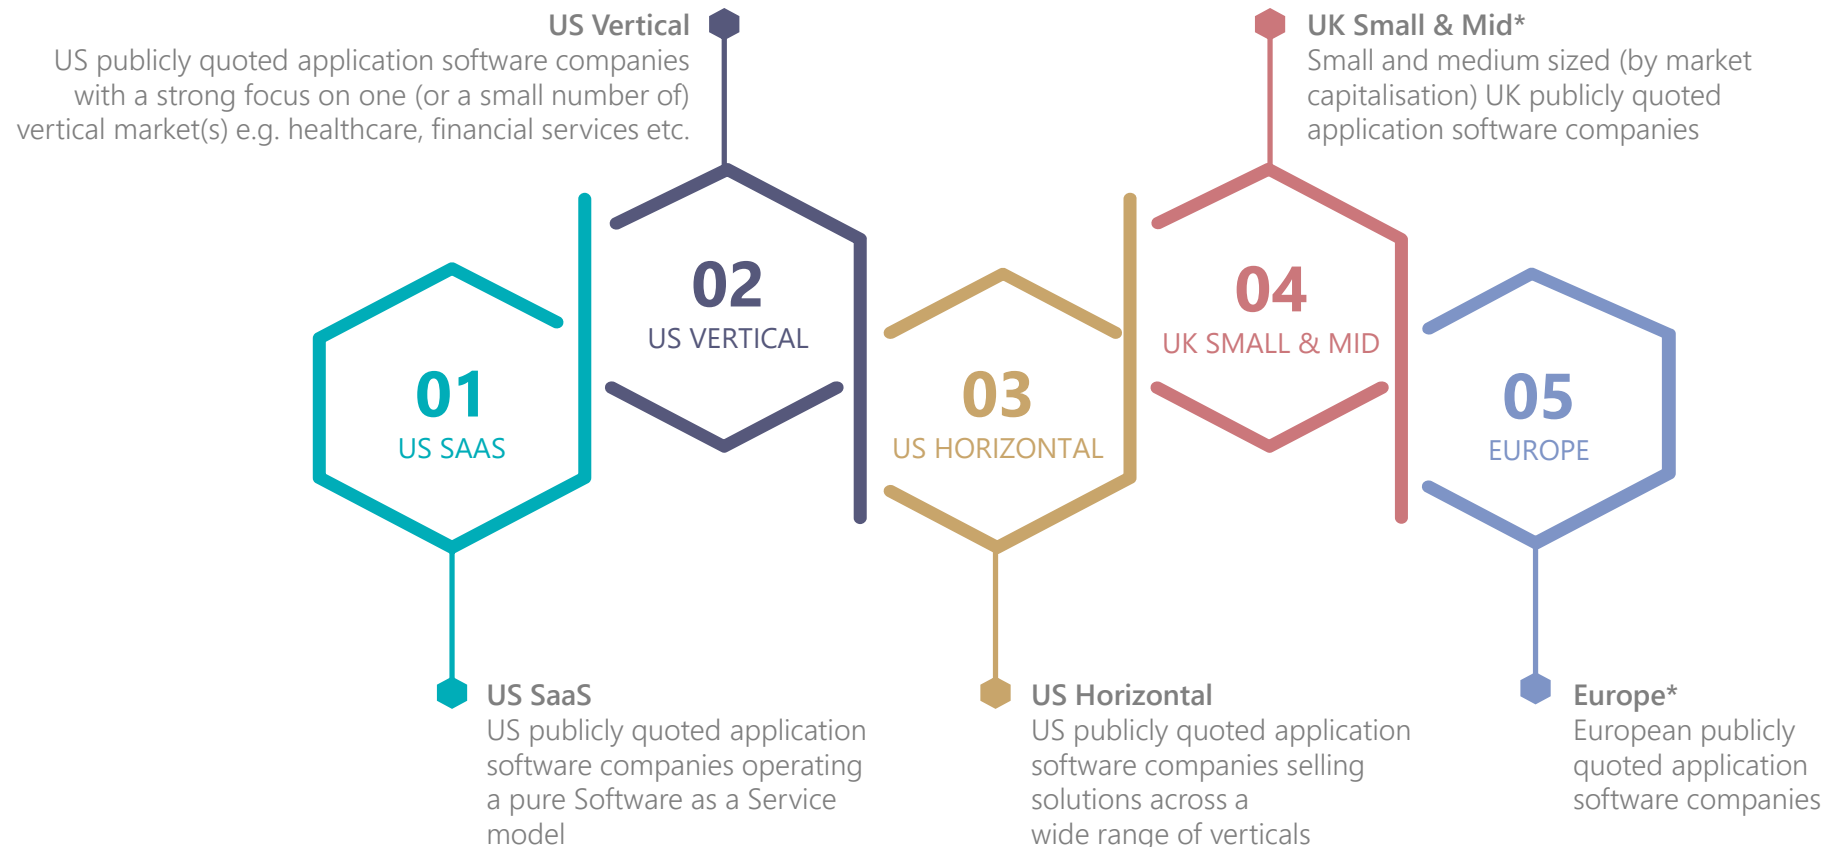 US Vertical
US publicly quoted application software companies
with a strong focus on one (or a small number of)
vertical market(s) e.g. healthcare, financial services etc.
UK Small & Mid*
Small and medium sized (by market
capitalisation) UK publicly quoted
application software companies
01
US SAAS
02
US VERTICAL
03
US HORIZONTAL
04
UK SMALL & MID
05
EUROPE
US SaaS
US publicly quoted application
software companies operating
a pure Software as a Service
model
US Horizontal
US publicly quoted application
software companies selling
solutions across a
wide range of verticals
Europe*
European publicly
quoted application
software companies